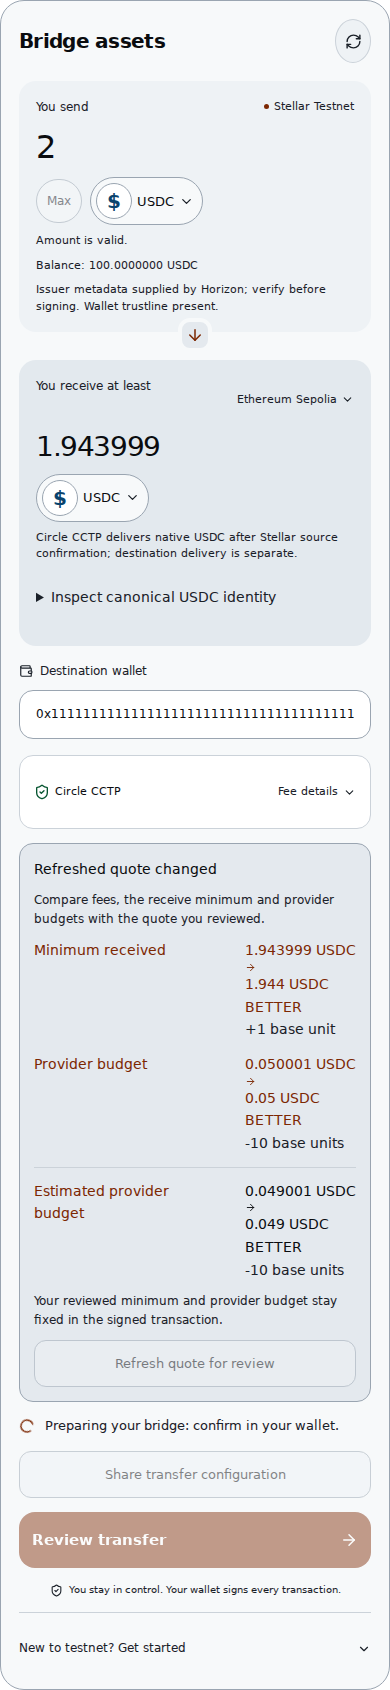 Bridge assets
You send
Stellar Testnet
2
Max
$
USDC
Amount is valid.
Balance: 100.0000000 USDC
Issuer metadata supplied by Horizon; verify before
signing. Wallet trustline present.
You receive at least
Ethereum Sepolia
1.943999
$
USDC
Circle CCTP delivers native USDC after Stellar source
confirmation; destination delivery is separate.
Inspect canonical USDC identity
Destination wallet
0x1111111111111111111111111111111111111111
Circle CCTP
Fee details
Refreshed quote changed
Compare fees, the receive minimum and provider
budgets with the quote you reviewed.
Minimum received
1.943999 USDC
→
1.944 USDC
BETTER
+1 base unit
Provider budget
0.050001 USDC
→
0.05 USDC
BETTER
-10 base units
Estimated provider
budget
0.049001 USDC
→
0.049 USDC
BETTER
-10 base units
Your reviewed minimum and provider budget stay
fixed in the signed transaction.
Refresh quote for review
Preparing your bridge: confirm in your wallet.
Share transfer configuration
Review transfer
You stay in control. Your wallet signs every transaction.
New to testnet? Get started